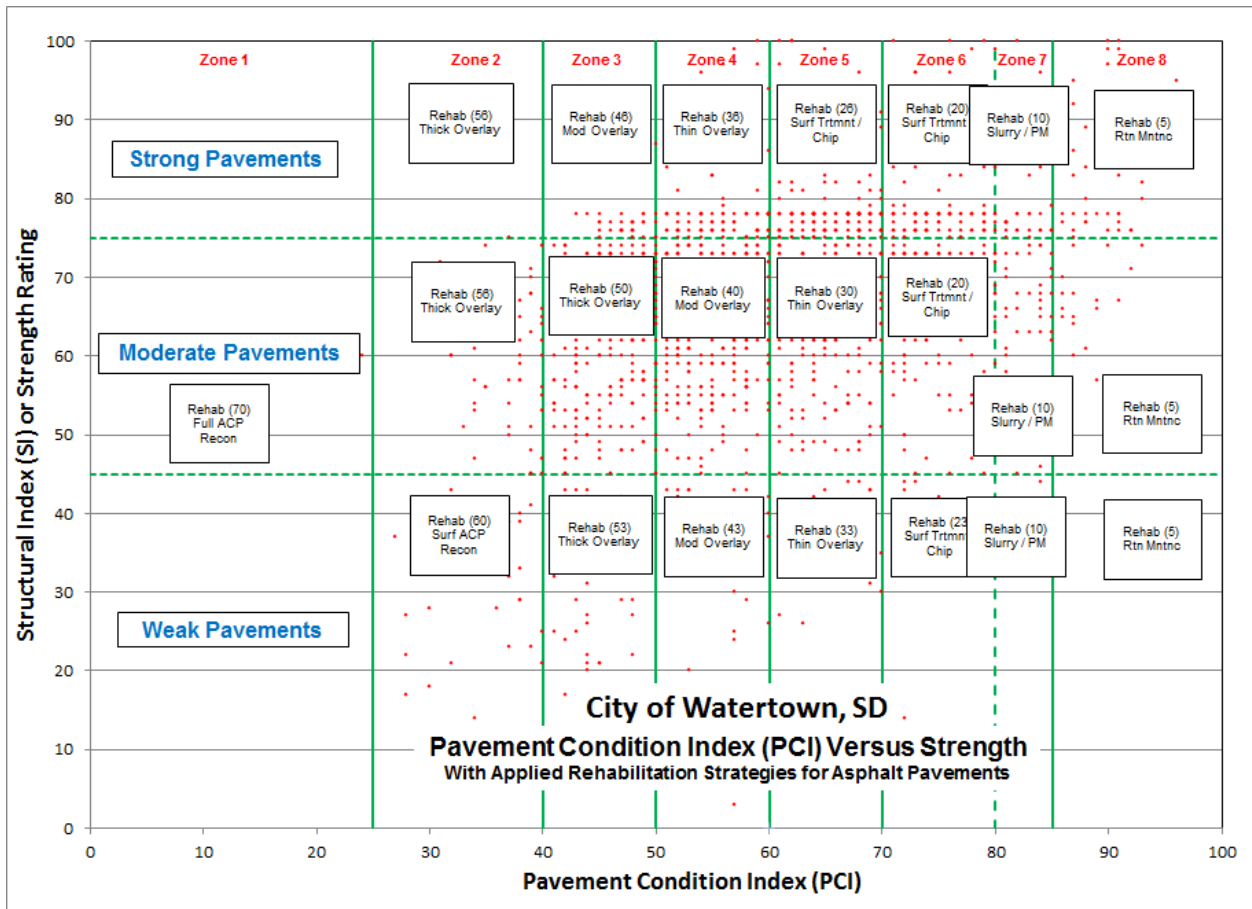 Zone 1
Zone 2
Zone 3
Zone 4
Zone 5
Zone 6
Zone 7
Zone 8
Rehab (56)
Thick Overlay
Rehab (46)
Mod Overlay
Rehab (36)
Thin Overlay
Rehab (26)
Surf Trtmnt /
Chip
Rehab (20)
Surf Trtmnt
Chip
Rehab (10)
Slurry / PM
Rehab (5)
Rtn Mntnc
Strong Pavements
Rehab (56)
Thick Overlay
Rehab (50)
Thick Overlay
Rehab (40)
Mod Overlay
Rehab (30)
Thin Overlay
Rehab (20)
Surf Trtmnt /
Chip
Moderate Pavements
Rehab (70)
Full ACP
Recon
Rehab (10)
Slurry / PM
Rehab (5)
Rtn Mntnc
Rehab (60)
Surf ACP
Recon
Rehab (53)
Thick Overlay
Rehab (43)
Mod Overlay
Rehab (33)
Thin Overlay
Rehab (23
Surf Trtmnt
Chip
Rehab (10)
Slurry / PM
Rehab (5)
Rtn Mntnc
Weak Pavements
City of Watertown, SD
Pavement Condition Index (PCI) Versus Strength
With Applied Rehabilitation Strategies for Asphalt Pavements
Structural Index (SI) or Strength Rating
100
90
80
70
60
50
40
30
20
10
0
0 10 20 30 40 50 60 70 80 90 100
Pavement Condition Index (PCI)